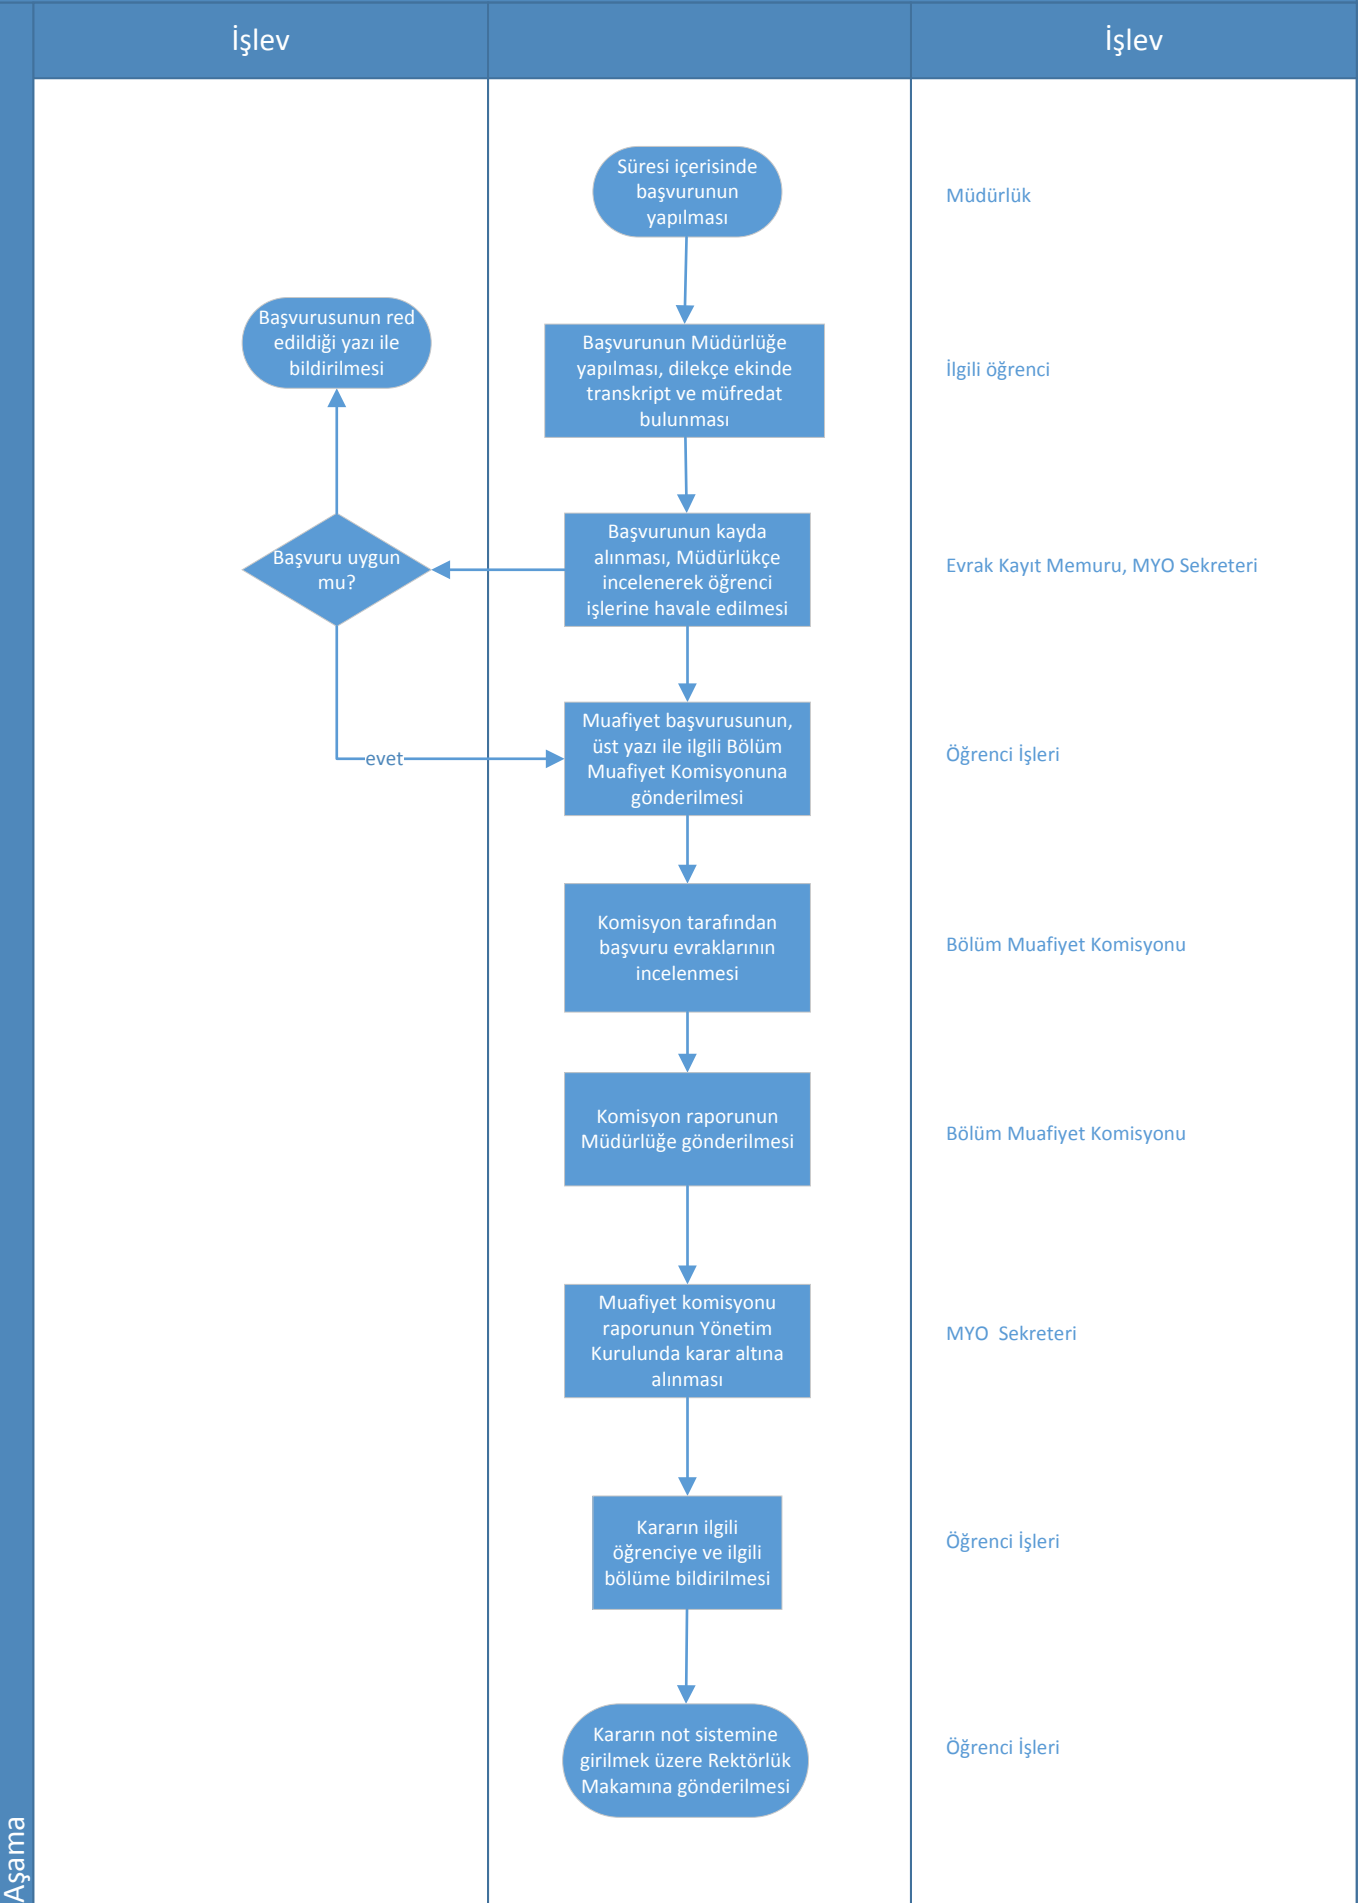 İşlev
İşlev
Süresi içerisinde
başvurunun
yapılması
Müdürlük
Başvurusunun red
edildiği yazı ile
bildirilmesi
Başvurunun Müdürlüğe
yapılması, dilekçe ekinde
transkript ve müfredat
bulunması
İlgili öğrenci
Başvuru uygun
mu?
Başvurunun kayda
alınması, Müdürlükçe
incelenerek öğrenci
işlerine havale edilmesi
Evrak Kayıt Memuru, MYO Sekreteri
evet
Muafiyet başvurusunun,
üst yazı ile ilgili Bölüm
Muafiyet Komisyonuna
gönderilmesi
Öğrenci İşleri
Komisyon tarafından
başvuru evraklarının
incelenmesi
Bölüm Muafiyet Komisyonu
Komisyon raporunun
Müdürlüğe gönderilmesi
Bölüm Muafiyet Komisyonu
Muafiyet komisyonu
raporunun Yönetim
Kurulunda karar altına
alınması
MYO  Sekreteri
Kararın ilgili
öğrenciye ve ilgili
bölüme bildirilmesi
Öğrenci İşleri
Kararın not sistemine
girilmek üzere Rektörlük
Makamına gönderilmesi
Öğrenci İşleri
Aşama